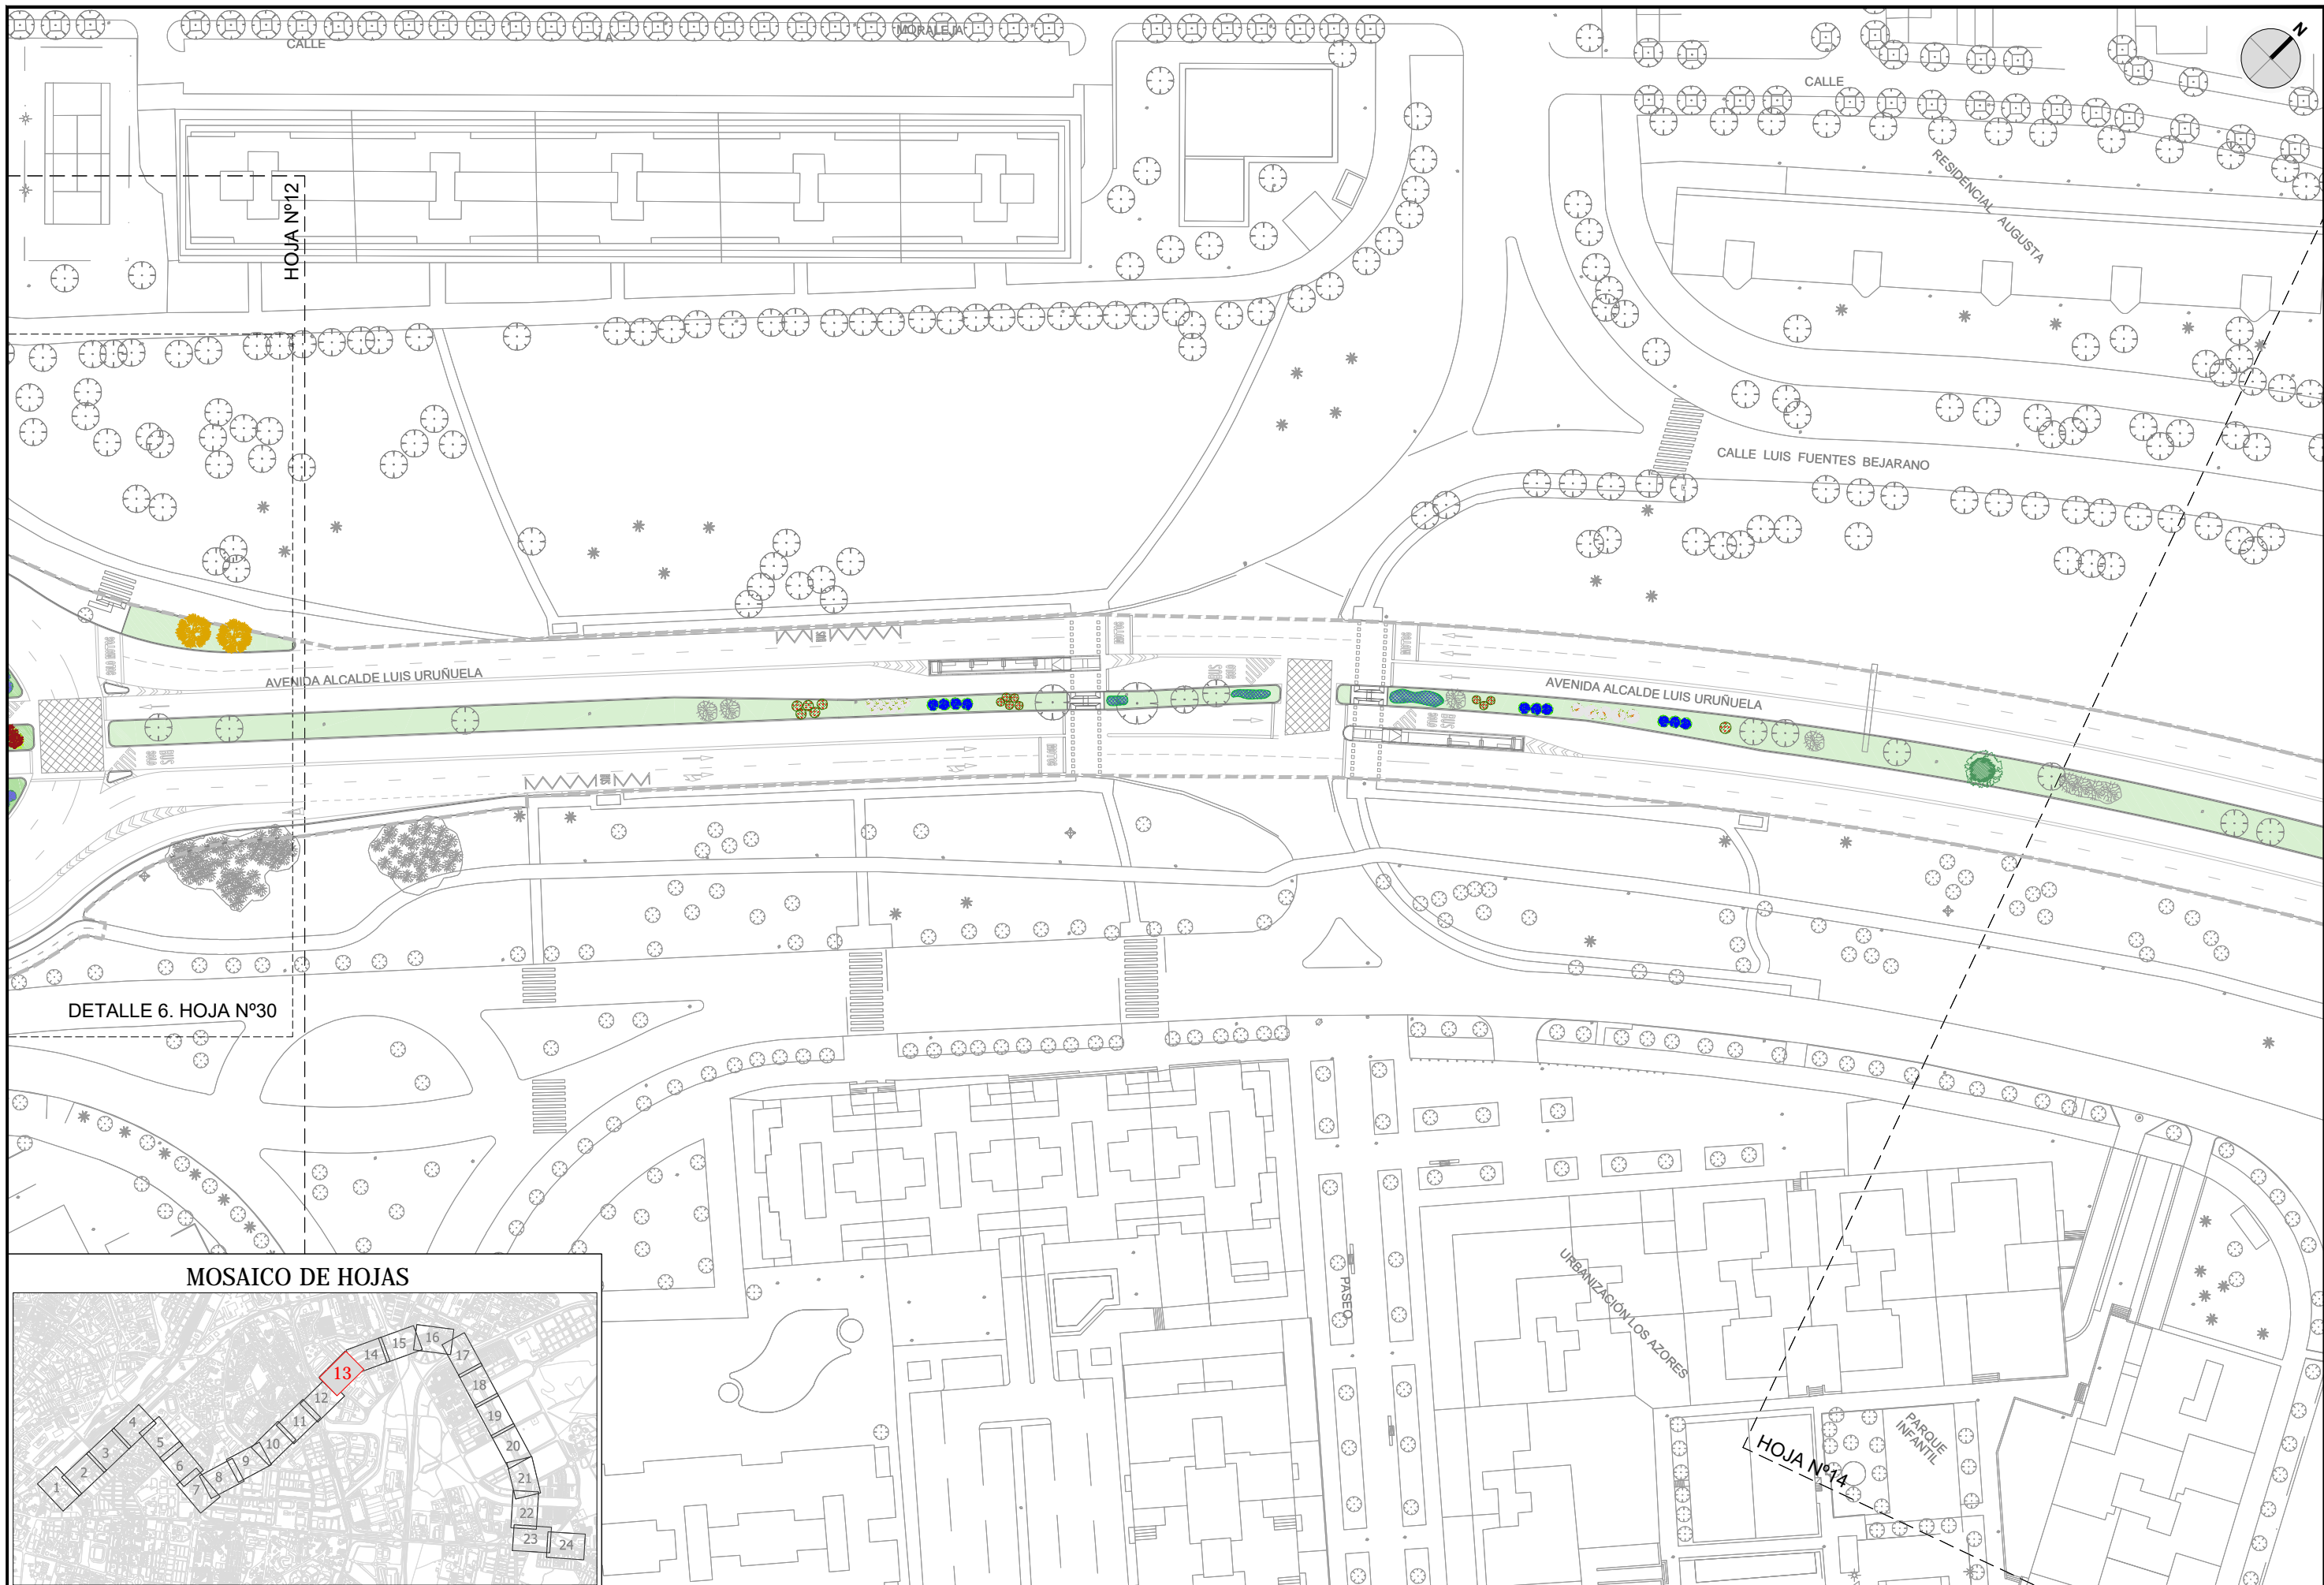 CALLE
LA
MORALEJA
N
CALLE
RESIDENCIAL AUGUSTA
HOJA Nº12
CALLE LUIS FUENTES BEJARANO
AVENIDA ALCALDE LUIS URUÑUELA
AVENIDA ALCALDE LUIS URUÑUELA
BUS
BUS
DETALLE 6. HOJA Nº30
PASEO
URBANIZACIÓN LOS AZORES
PARQUE
INFANTIL
HOJA Nº14
MOSAICO DE HOJAS
1
2
3
4
5
6
7
8
9
10
11
12
13
14
15
16
17
18
19
20
21
22
23
24